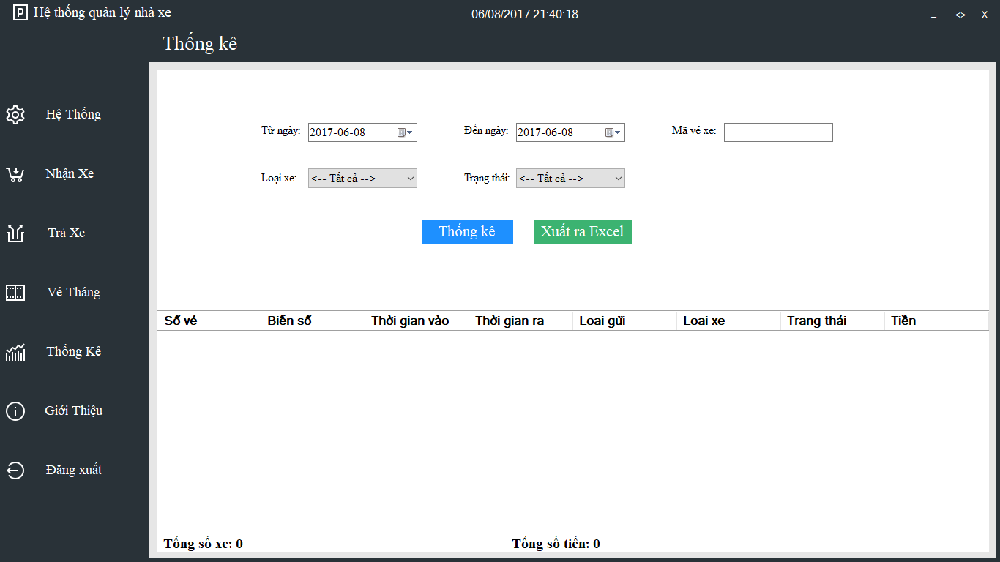 P Hệ thống quản lý nhà xe 06/08/2017 21:40:18 _ <> X
Thống kê
Hệ Thống
Nhận Xe
Trả Xe
Vé Tháng
Thống Kê
Giới Thiệu
Đăng xuất
Từ ngày: 2017-06-08 Đến ngày: 2017-06-08 Mã vé xe:
Loại xe: <-- Tất cả --> Trạng thái: <-- Tất cả -->
Thống kê Xuất ra Excel
Số vé Biển số Thời gian vào Thời gian ra Loại gửi Loại xe Trạng thái Tiền
Tổng số xe: 0 Tổng số tiền: 0